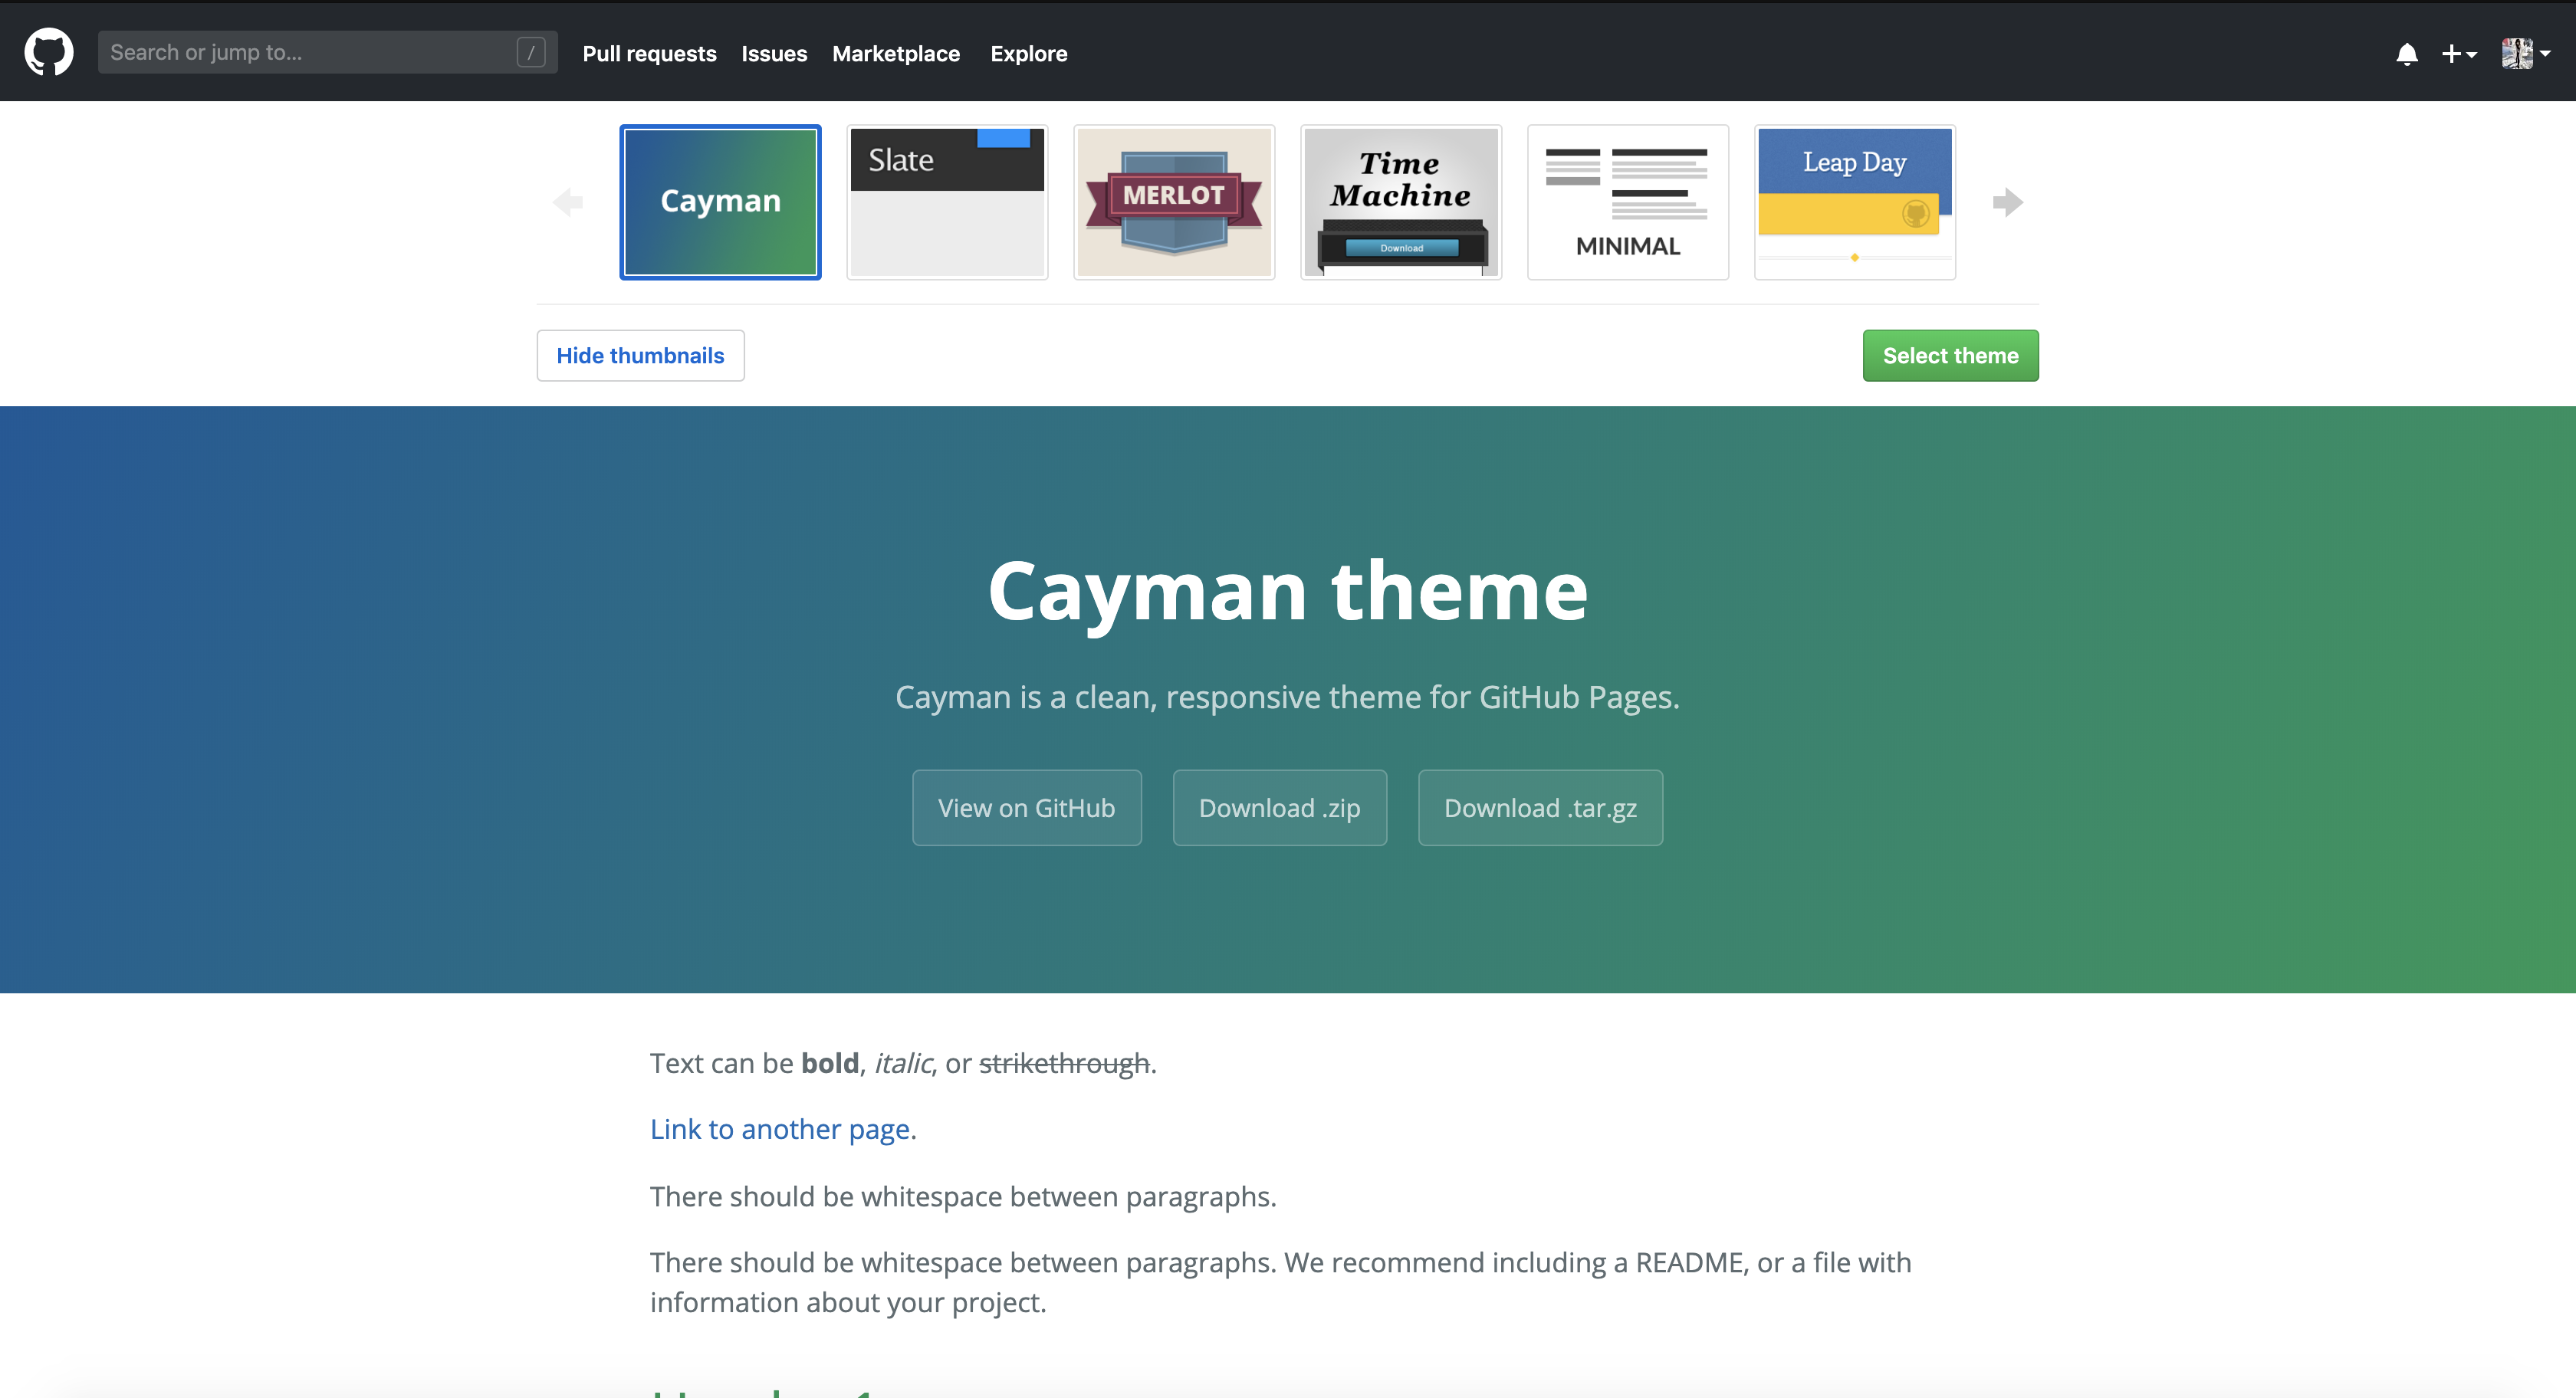 Search or jump to... / Pull requests Issues Marketplace Explore
Cayman
Slate
MERLOT
Time
Machine
Download
MINIMAL
Leap Day
Hide thumbnails Select theme
Cayman theme
Cayman is a clean, responsive theme for GitHub Pages.
View on GitHub Download .zip Download .tar.gz
Text can be bold, italic, or strikethrough.
Link to another page.
There should be whitespace between paragraphs.
There should be whitespace between paragraphs. We recommend including a README, or a file with
information about your project.